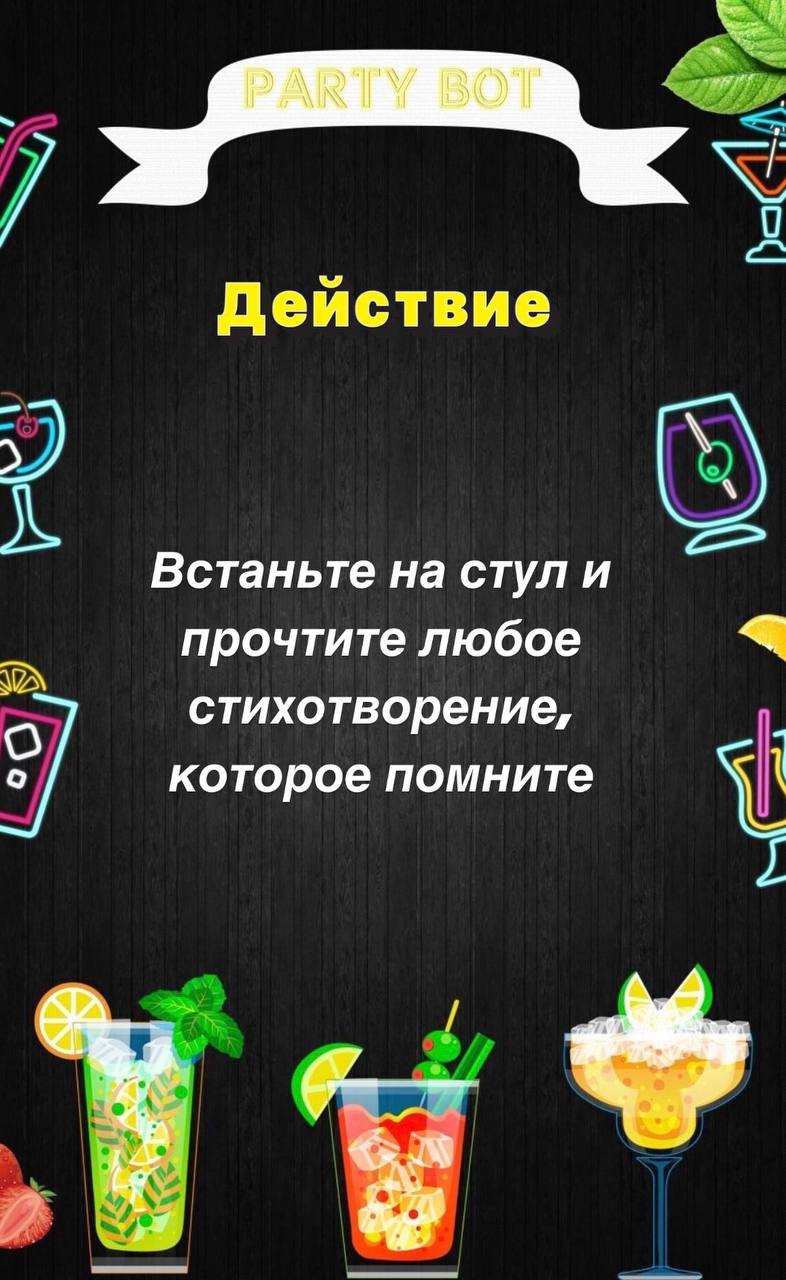 PARTY BOT
Действие
Встаньте на стул и
прочтите любое
стихотворение,
которое помните